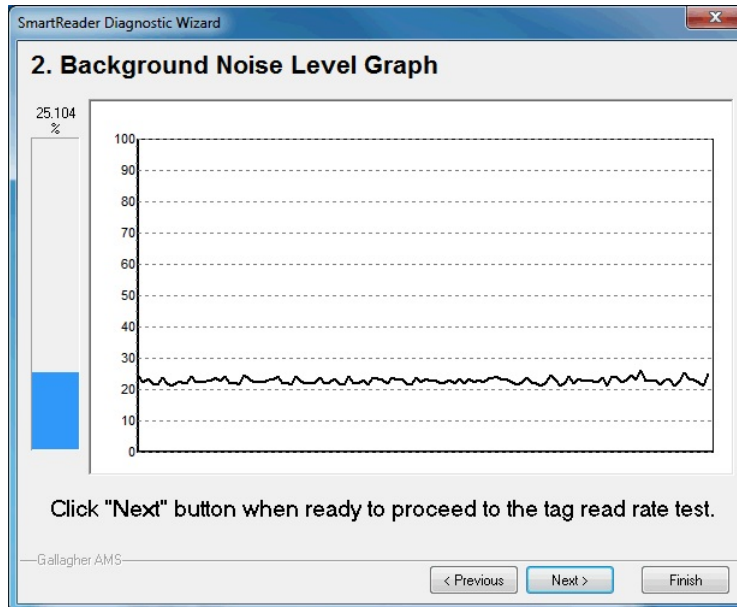 SmartReader Diagnostic Wizard
x
2. Background Noise Level Graph
25.104
%
100
90
80
70
60
50
40
30
20
10
0
Click "Next" button when ready to proceed to the tag read rate test.
Gallagher AMS
< Previous Next > Finish